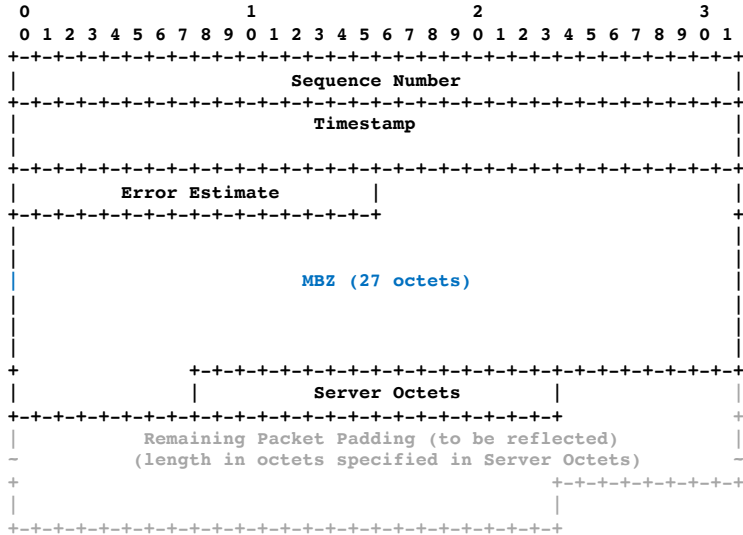 0                   1                   2                   3
 0 1 2 3 4 5 6 7 8 9 0 1 2 3 4 5 6 7 8 9 0 1 2 3 4 5 6 7 8 9 0 1
+-+-+-+-+-+-+-+-+-+-+-+-+-+-+-+-+-+-+-+-+-+-+-+-+-+-+-+-+-+-+-+-+
|                        Sequence Number                        |
+-+-+-+-+-+-+-+-+-+-+-+-+-+-+-+-+-+-+-+-+-+-+-+-+-+-+-+-+-+-+-+-+
|                          Timestamp                            |
|                                                               |
+-+-+-+-+-+-+-+-+-+-+-+-+-+-+-+-+-+-+-+-+-+-+-+-+-+-+-+-+-+-+-+-+
|         Error Estimate        |                               |
+-+-+-+-+-+-+-+-+-+-+-+-+-+-+-+-+                               +
|                                                               |
|                                                               |
|                         MBZ (27 octets)                       |
|                                                               |
|                                                               |
|                                                               |
+               +-+-+-+-+-+-+-+-+-+-+-+-+-+-+-+-+-+-+-+-+-+-+-+-+
|               |          Server Octets        |               |
+-+-+-+-+-+-+-+-+-+-+-+-+-+-+-+-+-+-+-+-+-+-+-+-+               +
|           Remaining Packet Padding (to be reflected)          |
~          (length in octets specified in Server Octets)        ~
+                                               +-+-+-+-+-+-+-+-+
|                                               |
+-+-+-+-+-+-+-+-+-+-+-+-+-+-+-+-+-+-+-+-+-+-+-+-+